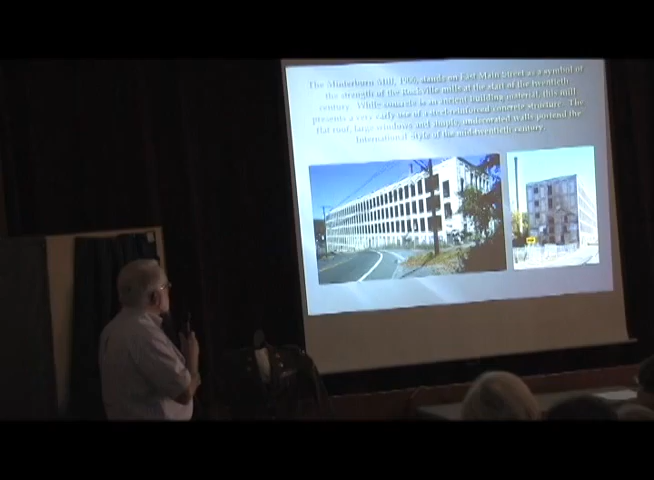 The Minterburn Mill, 1906, stands on East Main Street as a symbol of
the strength of the Rockville mills at the start of the twentieth
century. While concrete is an ancient building material, this mill
presents a very early use of a steel-reinforced concrete structure. The
flat roof, large windows and simple, undecorated walls portend the
International Style of the mid-twentieth century.